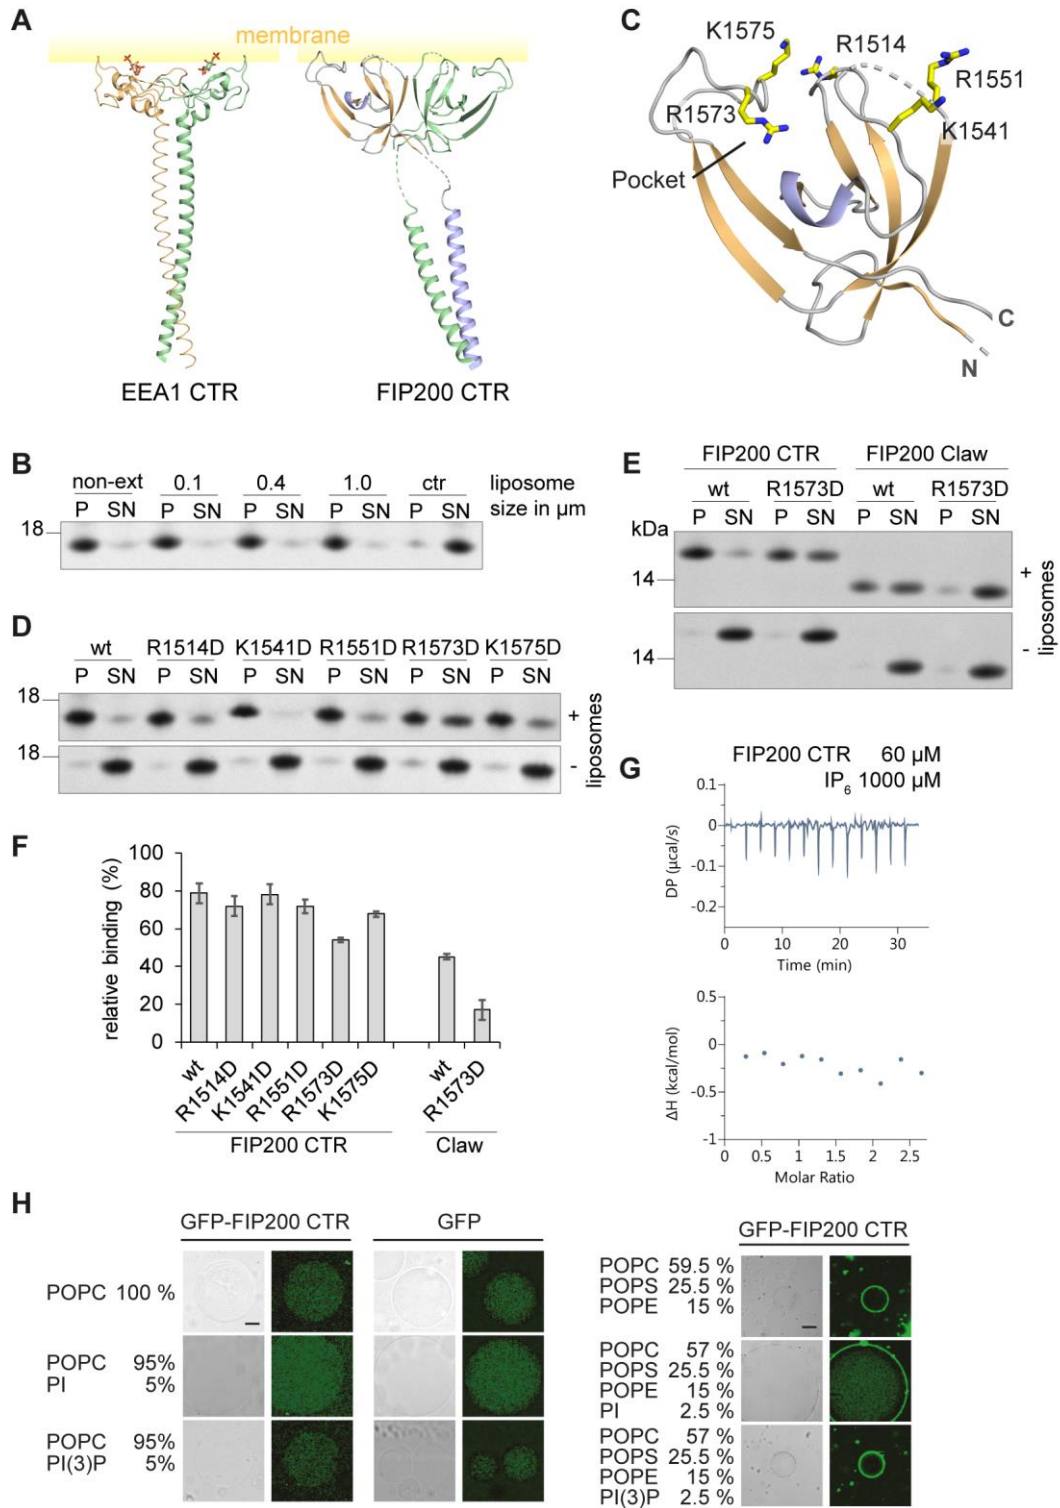 A
membrane
EEA1 CTR
FIP200 CTR
C
K1575
R1514
R1551
R1573
K1541
Pocket
C
N
B
non-ext 0.1 0.4 1.0 ctr liposome
P SN P SN P SN P SN P SN size in µm
18
D
wt R1514D K1541D R1551D R1573D K1575D
P SN P SN P SN P SN P SN P SN
18
+
18
-
liposomes
E
FIP200 CTR FIP200 Claw
wt R1573D wt R1573D
kDa P SN P SN P SN P SN
14
+
14
-
liposomes
F
relative binding (%)
100
80
60
40
20
0
wt R1514D K1541D R1551D R1573D K1575D wt R1573D
FIP200 CTR Claw
G
FIP200 CTR 60 µM
IP6 1000 µM
DP (µcal/s)
0.1
0
-0.1
-0.2
0 10 20 30
Time (min)
ΔH (kcal/mol)
0.5
0
-0.5
-1
0 0.5 1 1.5 2 2.5
Molar Ratio
H
GFP-FIP200 CTR GFP
POPC 100 %
POPC 95%
PI 5%
POPC 95%
PI(3)P 5%
GFP-FIP200 CTR
POPC 59.5 %
POPS 25.5 %
POPE 15 %
POPC 57 %
POPS 25.5 %
POPE 15 %
PI 2.5 %
POPC 57 %
POPS 25.5 %
POPE 15 %
PI(3)P 2.5 %